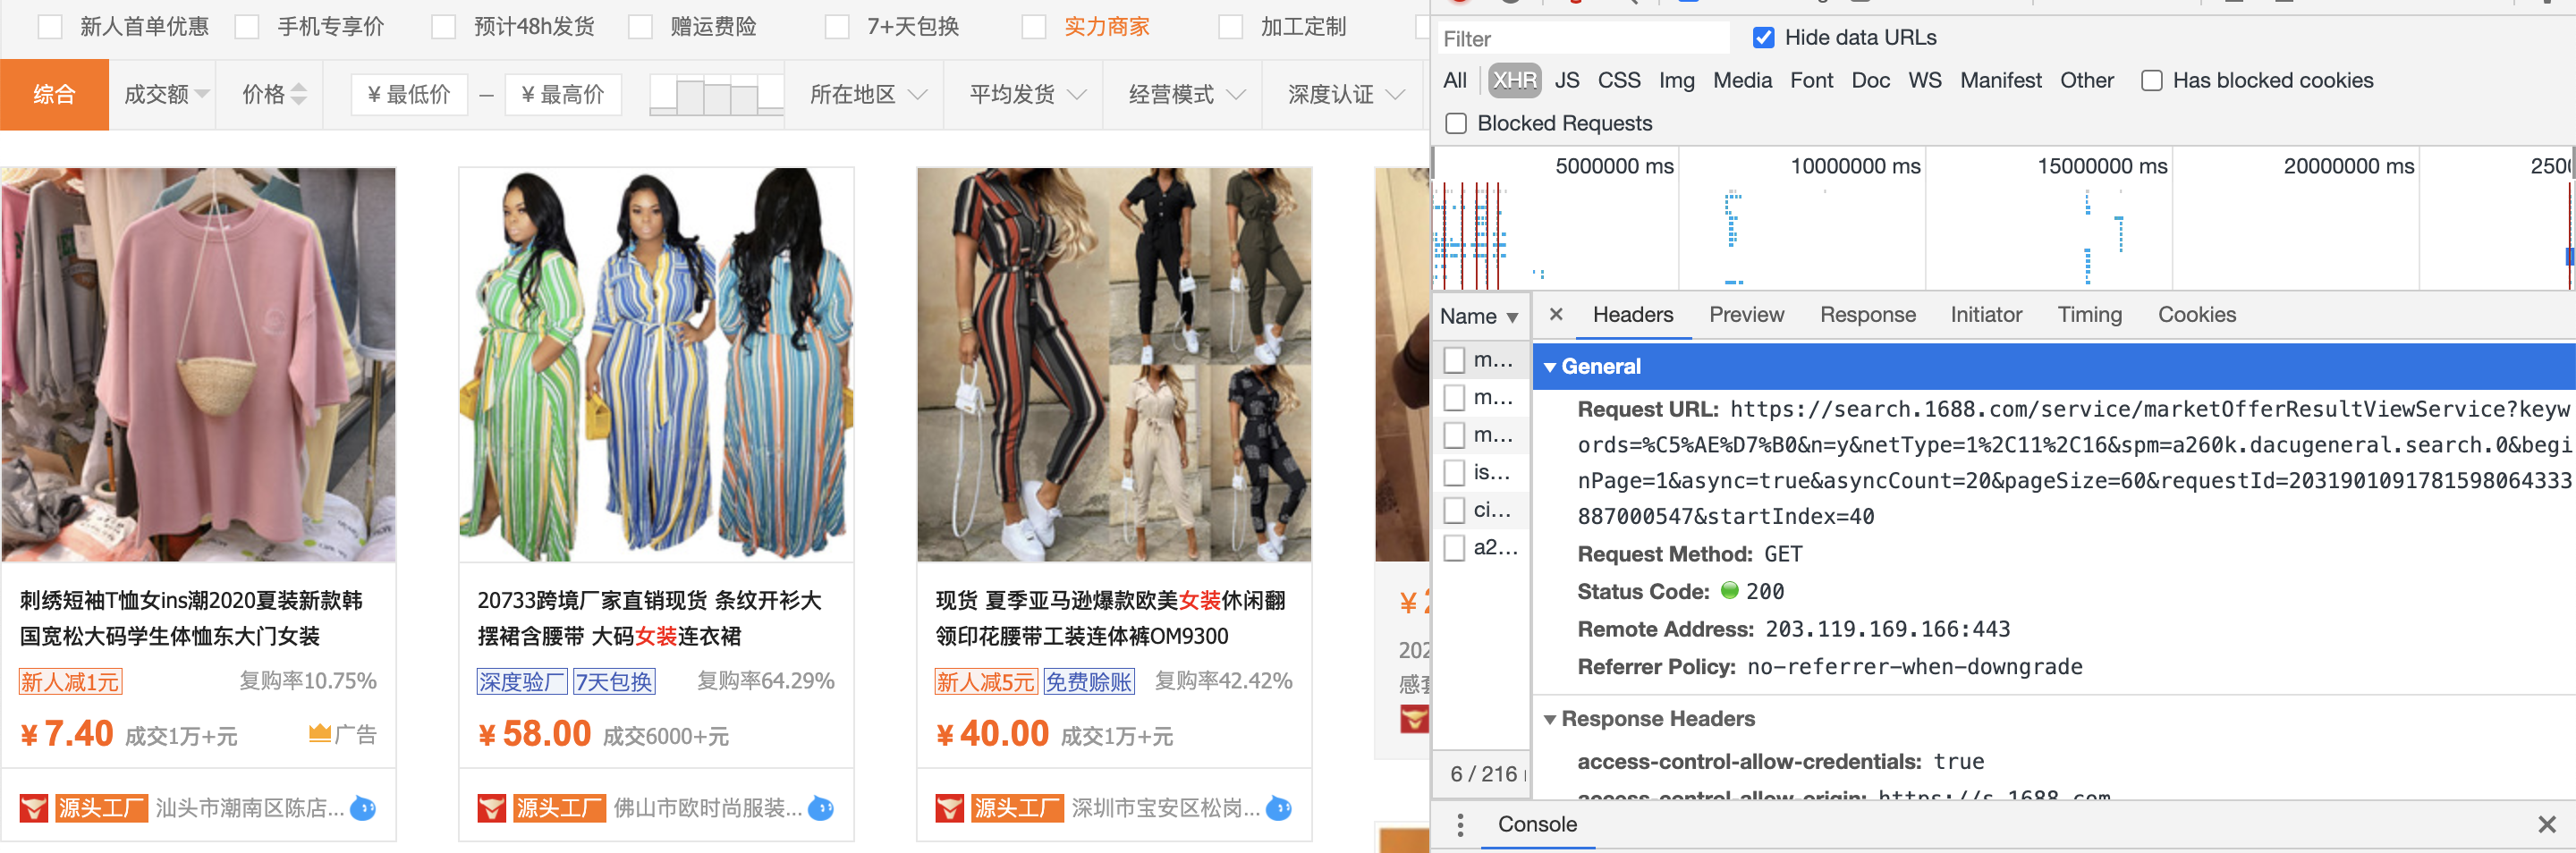 新人首单优惠 手机专享价 预计48h发货 赠运费险 7+天包换 实力商家 加工定制
综合 成交额 价格 ¥ 最低价 — ¥ 最高价 所在地区 平均发货 经营模式 深度认证
刺绣短袖T恤女ins潮2020夏装新款韩
国宽松大码学生体恤东大门女装
新人减1元 复购率10.75%
¥ 7.40 成交1万+元 广告
源头工厂 汕头市潮南区陈店...
20733跨境厂家直销现货 条纹开衫大
摆裙含腰带 大码女装连衣裙
深度验厂 7天包换 复购率64.29%
¥ 58.00 成交6000+元
源头工厂 佛山市欧时尚服装...
现货 夏季亚马逊爆款欧美女装休闲翻
领印花腰带工装连体裤OM9300
新人减5元 免费赊账 复购率42.42%
¥ 40.00 成交1万+元
源头工厂 深圳市宝安区松岗...
¥
202
感
Filter Hide data URLs
All XHR JS CSS Img Media Font Doc WS Manifest Other Has blocked cookies
Blocked Requests
5000000 ms 10000000 ms 15000000 ms 20000000 ms 250
Name × Headers Preview Response Initiator Timing Cookies
m...
m...
m...
is...
ci...
a2...
6 / 216
General
Request URL: https://search.1688.com/service/marketOfferResultViewService?keyw
ords=%C5%AE%D7%B0&n=y&netType=1%2C11%2C16&spm=a260k.dacugeneral.search.0&begi
nPage=1&async=true&asyncCount=20&pageSize=60&requestId=2031901091781598064333
887000547&startIndex=40
Request Method: GET
Status Code: 200
Remote Address: 203.119.169.166:443
Referrer Policy: no-referrer-when-downgrade
Response Headers
access-control-allow-credentials: true
access-control-allow-origin: https://s.1688.com
Console